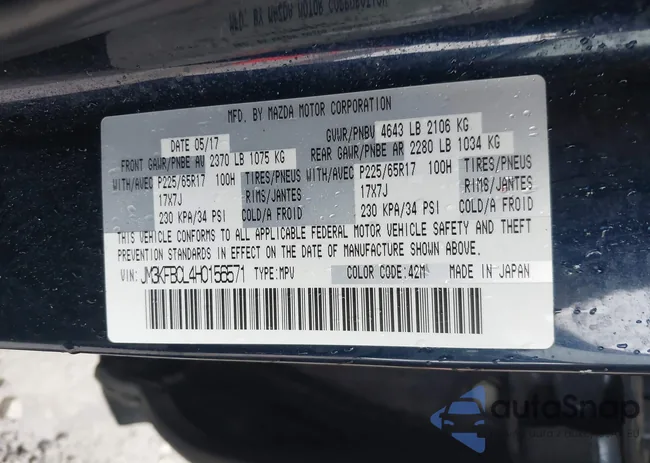 MFD. BY MAZDA MOTOR CORPORATION
DATE 05/17 GVWR/PNBV 4643 LB 2106 KG
FRONT GAWR/PNBE AV 2370 LB 1075 KG REAR GAWR/PNBE AR 2280 LB 1034 KG
WITH/AVEC P225/65R17 100H TIRES/PNEUS WITH/AVEC P225/65R17 100H TIRES/PNEUS
17X7J RIMS/JANTES 17X7J RIMS/JANTES
230 KPA/34 PSI COLD/A FROID 230 KPA/34 PSI COLD/A FROID
THIS VEHICLE CONFORMS TO ALL APPLICABLE FEDERAL MOTOR VEHICLE SAFETY AND THEFT
PREVENTION STANDARDS IN EFFECT ON THE DATE OF MANUFACTURE SHOWN ABOVE.
VIN: JM3KFBCL4H0156571 TYPE:MPV COLOR CODE: 42M MADE IN JAPAN
autoSnap